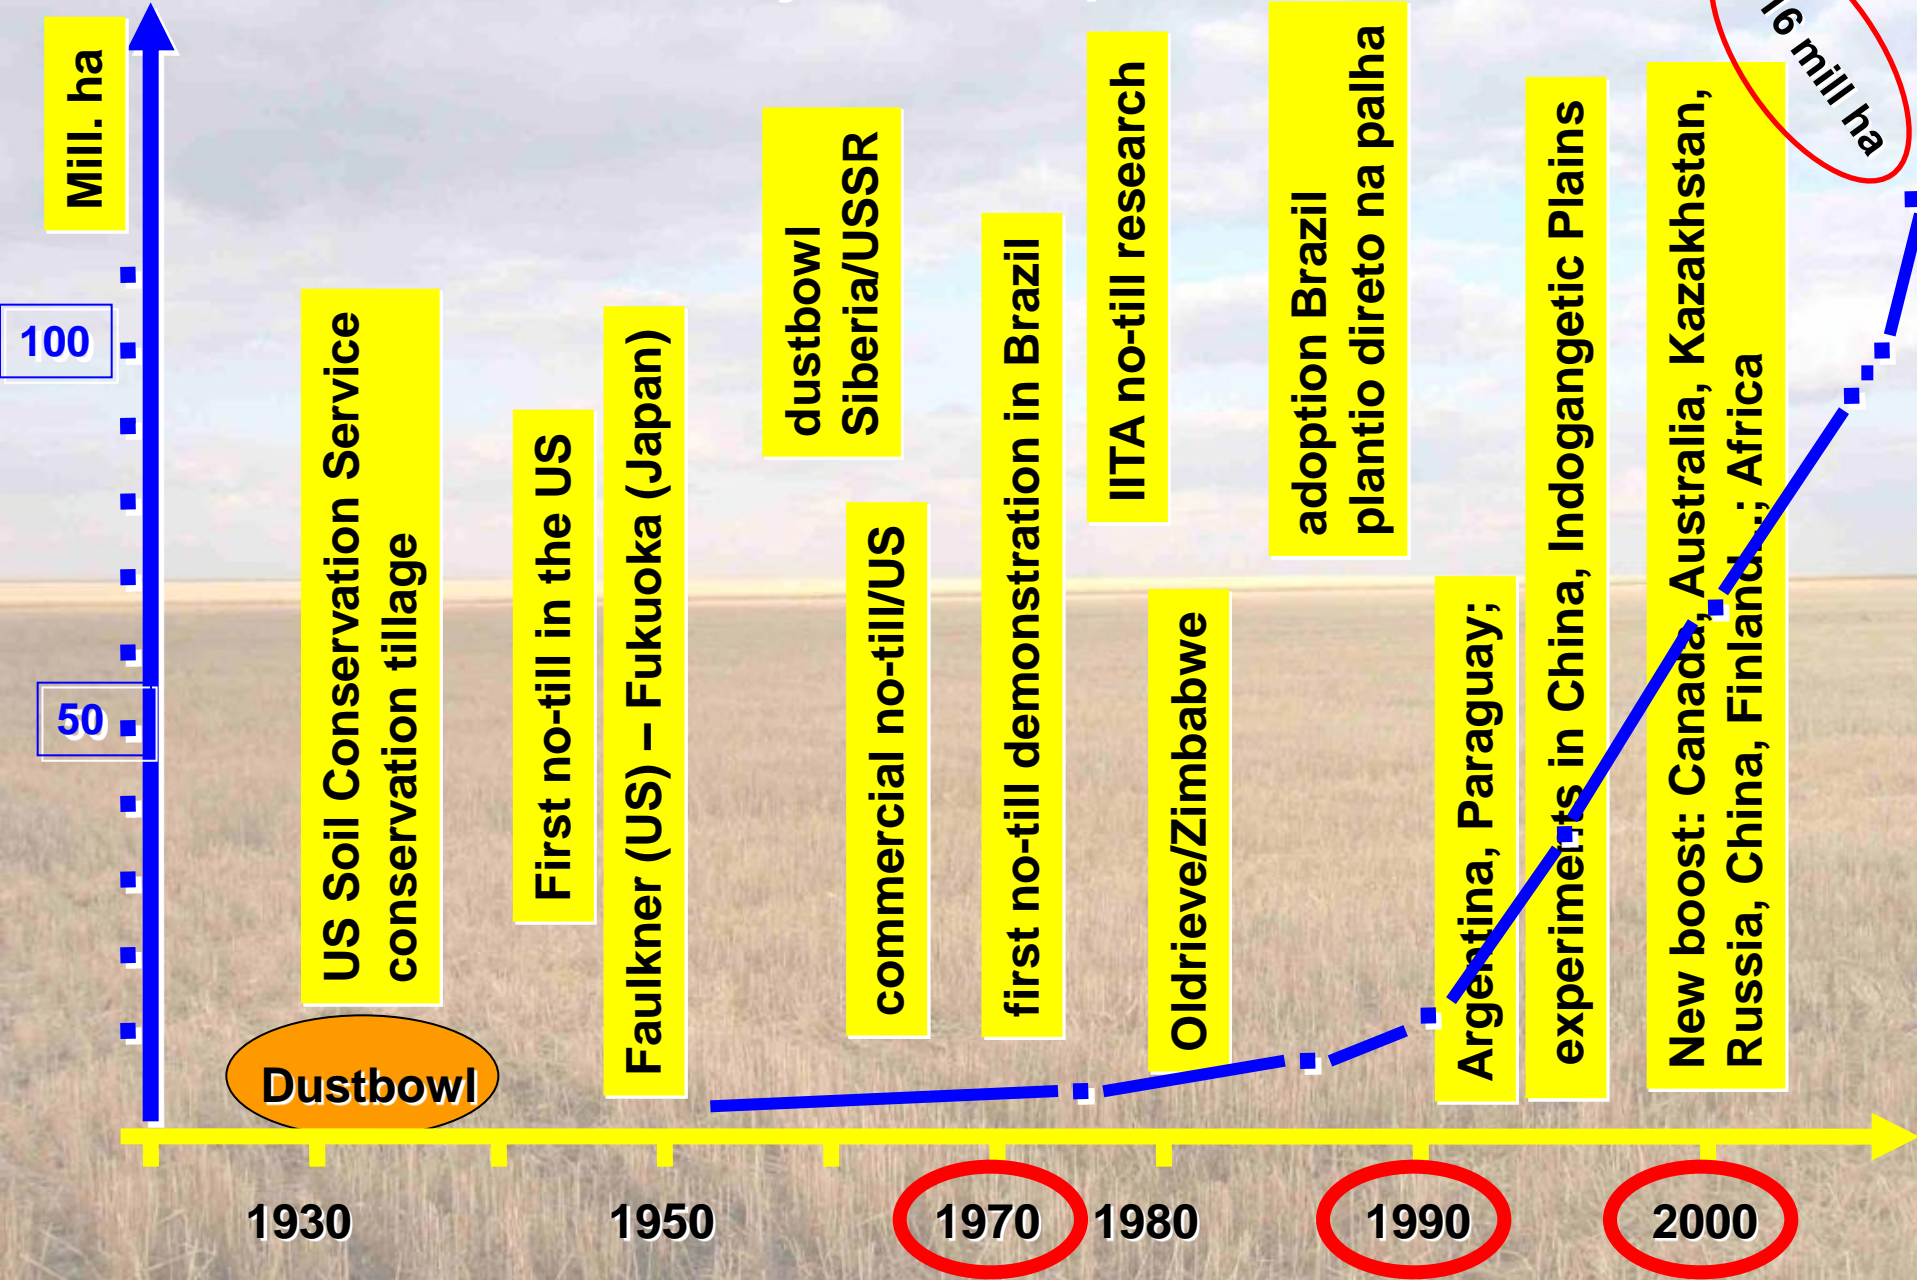 Mill. ha
100
50
US Soil Conservation Service
conservation tillage
Dustbowl
First no-till in the US
Faulkner (US) – Fukuoka (Japan)
dustbowl
Siberia/USSR
commercial no-till/US
first no-till demonstration in Brazil
IITA no-till research
Oldrieve/Zimbabwe
adoption Brazil
plantio direto na palha
Argentina, Paraguay;
experiments in China, Indogangetic Plains
New boost: Canada, Australia, Kazakhstan,
Russia, China, Finland...; Africa
mill ha
1930
1950
1970
1980
1990
2000